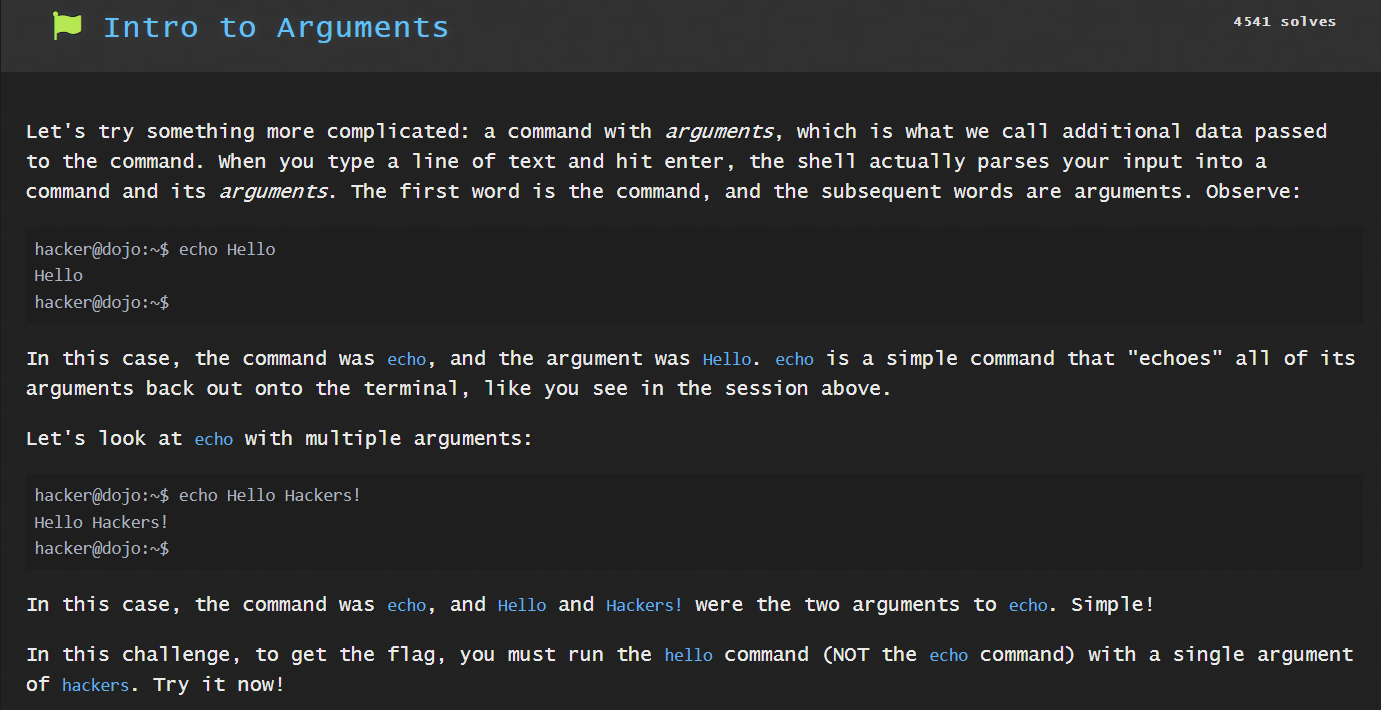 Intro to Arguments
4541 solves
Let's try something more complicated: a command with arguments, which is what we call additional data passed
to the command. When you type a line of text and hit enter, the shell actually parses your input into a
command and its arguments. The first word is the command, and the subsequent words are arguments. Observe:
hacker@dojo:~$ echo Hello
Hello
hacker@dojo:~$
In this case, the command was echo, and the argument was Hello. echo is a simple command that "echoes" all of its
arguments back out onto the terminal, like you see in the session above.
Let's look at echo with multiple arguments:
hacker@dojo:~$ echo Hello Hackers!
Hello Hackers!
hacker@dojo:~$
In this case, the command was echo, and Hello and Hackers! were the two arguments to echo. Simple!
In this challenge, to get the flag, you must run the hello command (NOT the echo command) with a single argument
of hackers. Try it now!